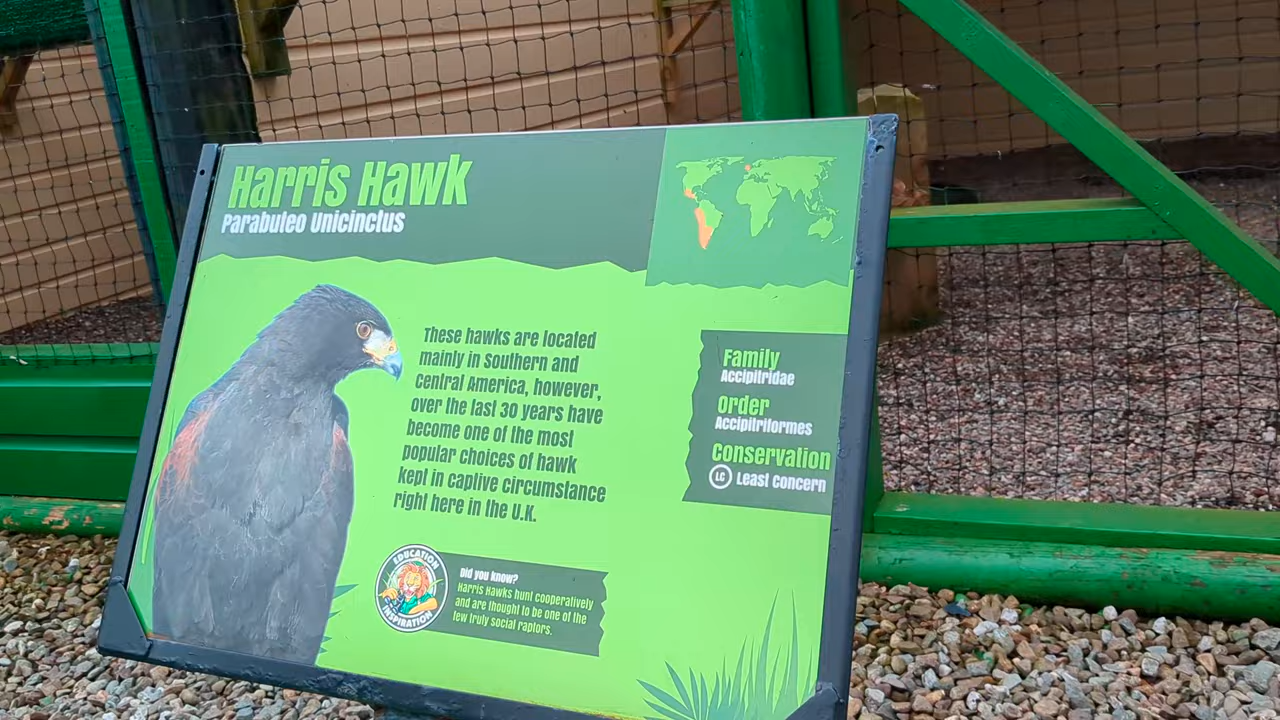 Harris Hawk
Parabuteo Unicinctus
These hawks are located
mainly in Southern and
Central America, however,
over the last 30 years have
become one of the most
popular choices of hawk
kept in captive circumstance
right here in the U.K.
Family
Accipitridae
Order
Accipitriformes
Conservation
LC Least Concern
EDUCATION
INSPIRATION
Did you know?
Harris Hawks hunt cooperatively
and are thought to be one of the
few truly social raptors.